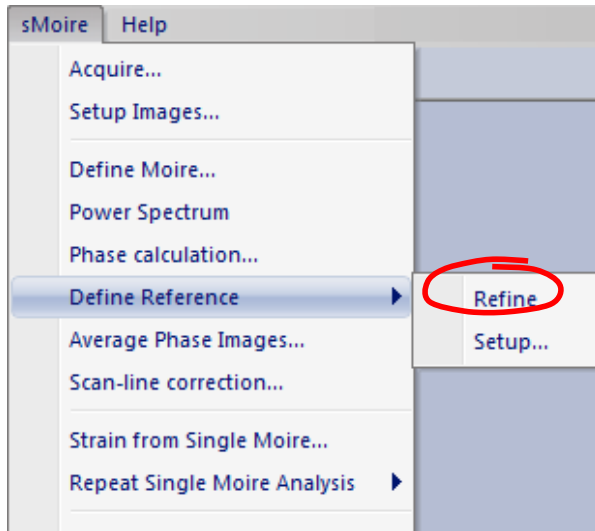 sMoire Help
Acquire...
Setup Images...
Define Moire...
Power Spectrum
Phase calculation...
Define Reference
Refine
Average Phase Images...
Setup...
Scan-line correction...
Strain from Single Moire...
Repeat Single Moire Analysis